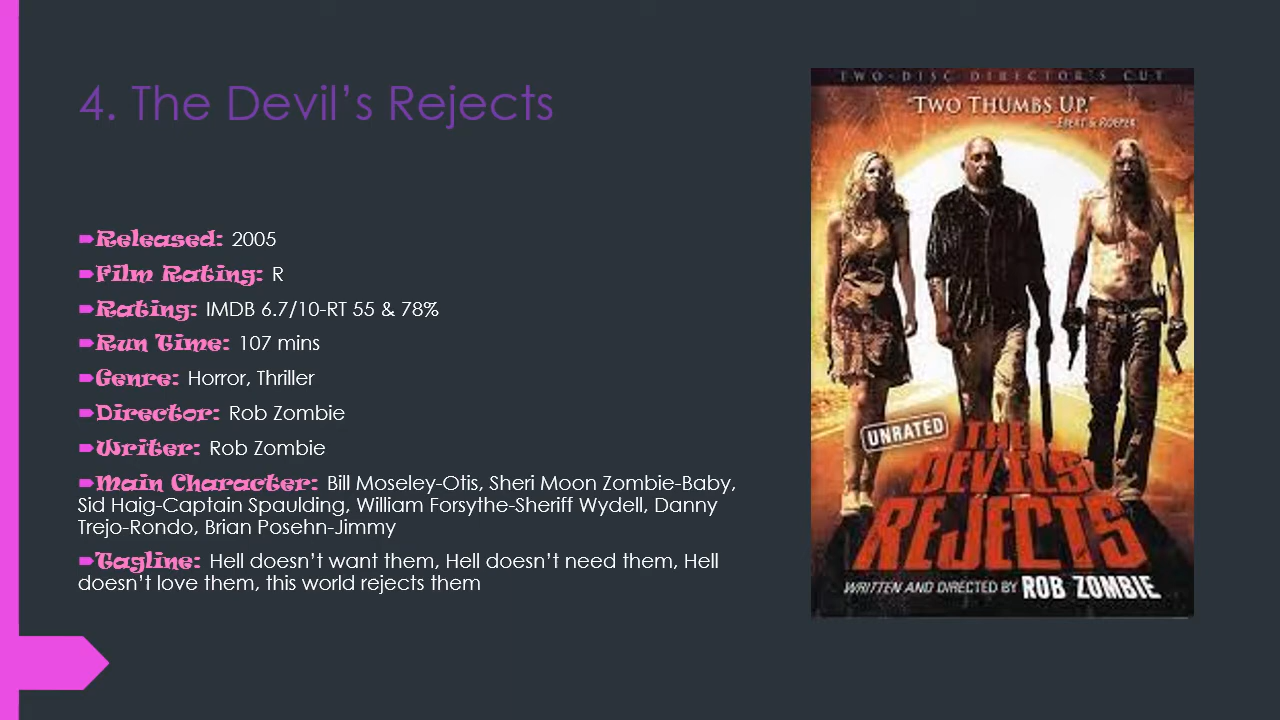 4. The Devil’s Rejects
Released: 2005
Film Rating: R
Rating: IMDB 6.7/10-RT 55 & 78%
Run Time: 107 mins
Genre: Horror, Thriller
Director: Rob Zombie
Writer: Rob Zombie
Main Character: Bill Moseley-Otis, Sheri Moon Zombie-Baby,
Sid Haig-Captain Spaulding, William Forsythe-Sheriff Wydell, Danny
Trejo-Rondo, Brian Posehn-Jimmy
Tagline: Hell doesn’t want them, Hell doesn’t need them, Hell
doesn’t love them, this world rejects them
TWO-DISC DIRECTOR'S CUT
"TWO THUMBS UP."
– EBERT & ROEPER
UNRATED
THE
DEVIL'S
REJECTS
WRITTEN AND DIRECTED BY ROB ZOMBIE